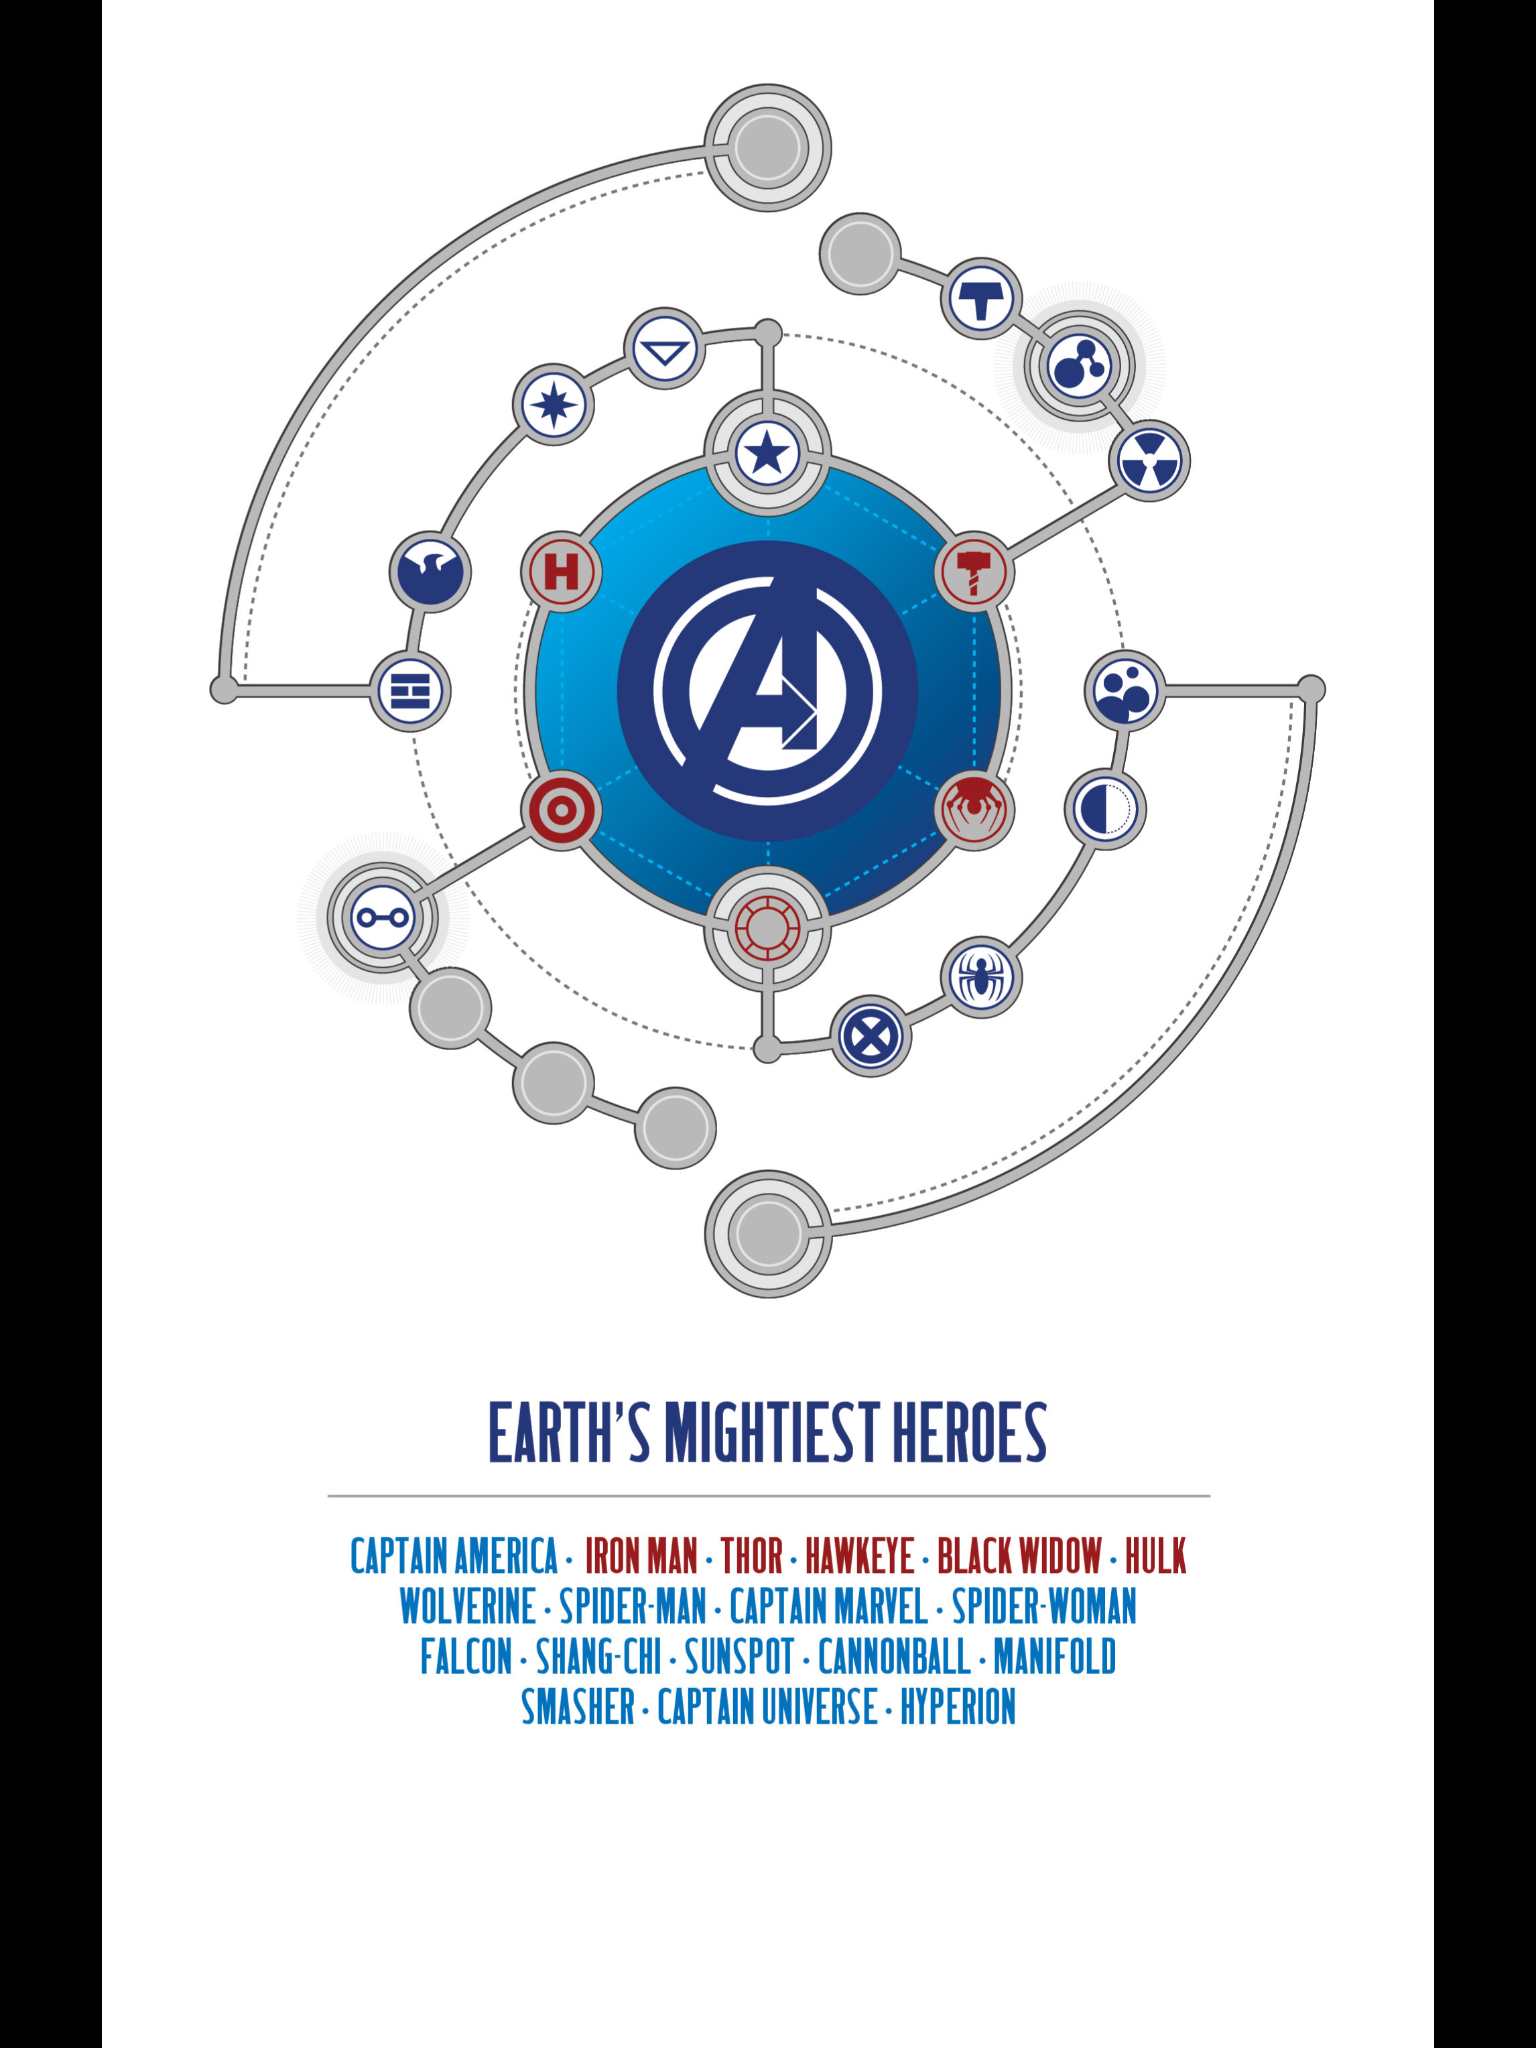 H
A
EARTH'S MIGHTIEST HEROES
CAPTAIN AMERICA · IRON MAN · THOR · HAWKEYE · BLACK WIDOW · HULK
WOLVERINE · SPIDER-MAN · CAPTAIN MARVEL · SPIDER-WOMAN
FALCON · SHANG-CHI · SUNSPOT · CANNONBALL · MANIFOLD
SMASHER · CAPTAIN UNIVERSE · HYPERION